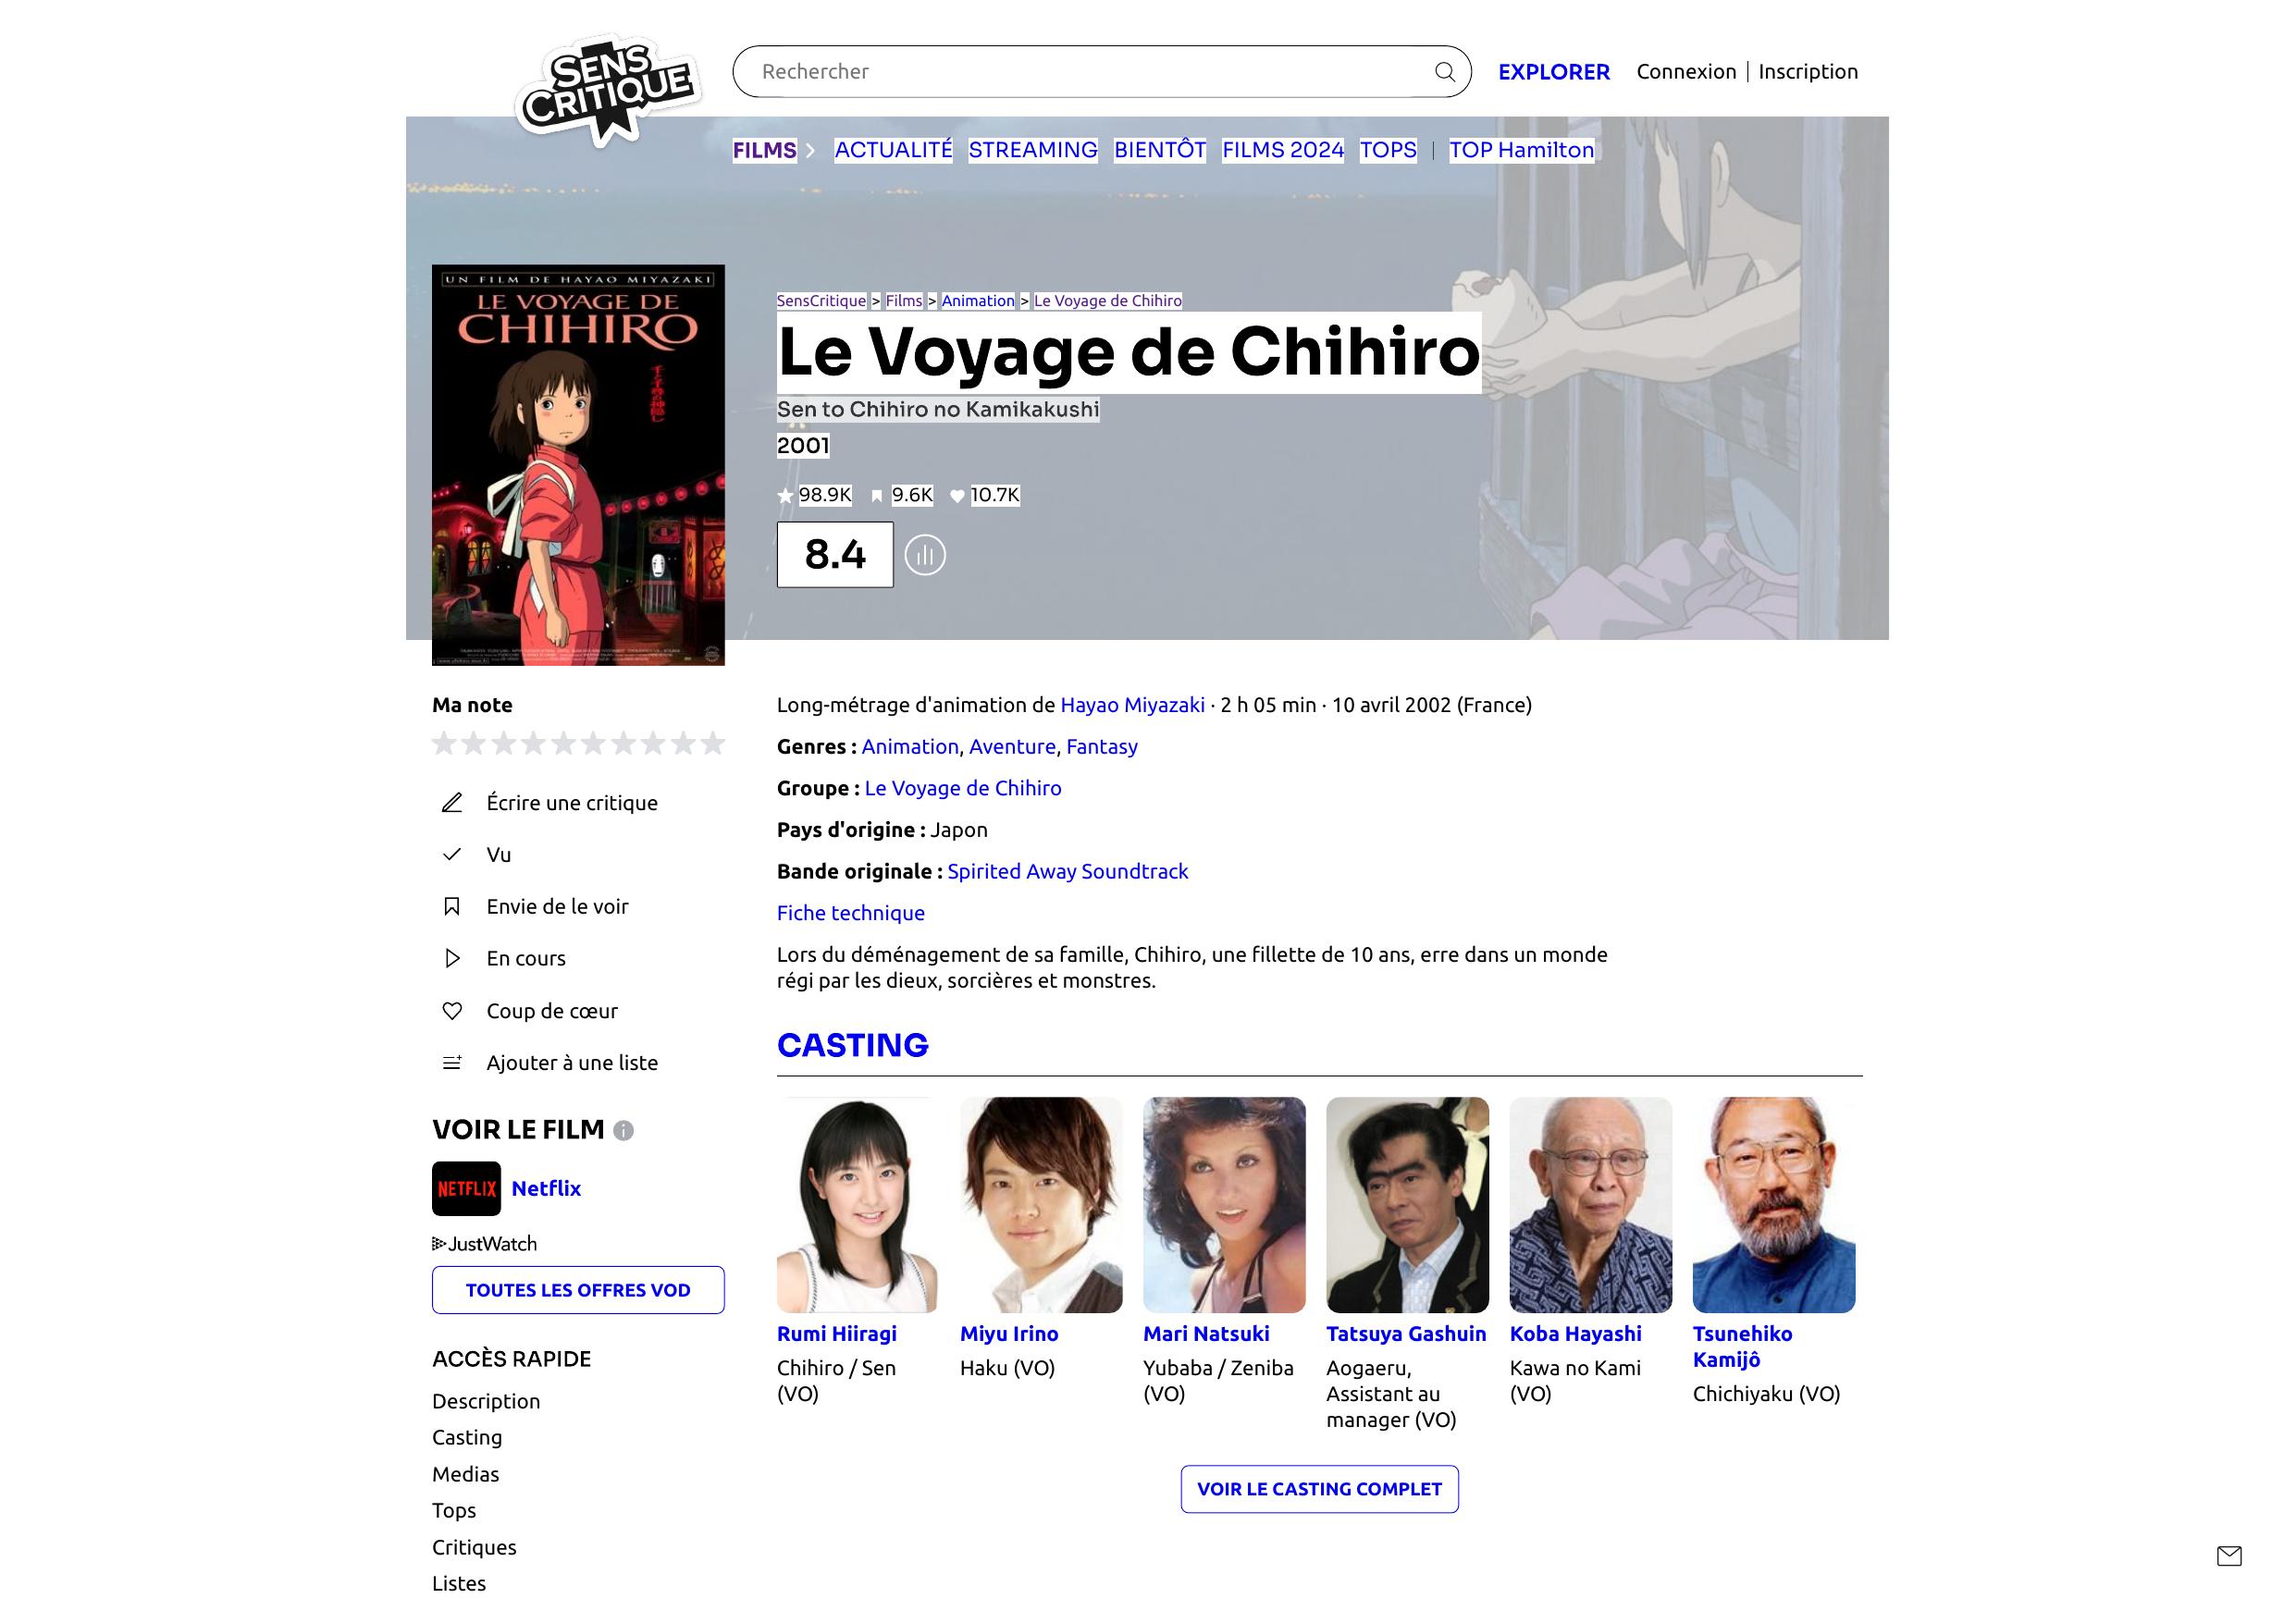 SENS
CRITIQUE
Rechercher
EXPLORER
Connexion | Inscription
FILMS > ACTUALITÉ STREAMING BIENTÔT FILMS 2024 TOPS | TOP Hamilton
UN FILM DE HAYAO MIYAZAKI
LE VOYAGE DE
CHIHIRO
千と千尋の神隠し
SensCritique > Films > Animation > Le Voyage de Chihiro
Le Voyage de Chihiro
Sen to Chihiro no Kamikakushi
2001
98.9K 9.6K 10.7K
8.4
Ma note
Écrire une critique
Vu
Envie de le voir
En cours
Coup de cœur
Ajouter à une liste
VOIR LE FILM
NETFLIX Netflix
JustWatch
TOUTES LES OFFRES VOD
ACCÈS RAPIDE
Description
Casting
Medias
Tops
Critiques
Listes
Long-métrage d'animation de Hayao Miyazaki · 2 h 05 min · 10 avril 2002 (France)
Genres : Animation, Aventure, Fantasy
Groupe : Le Voyage de Chihiro
Pays d'origine : Japon
Bande originale : Spirited Away Soundtrack
Fiche technique
Lors du déménagement de sa famille, Chihiro, une fillette de 10 ans, erre dans un monde
régi par les dieux, sorcières et monstres.
CASTING
Rumi Hiiragi
Chihiro / Sen
(VO)
Miyu Irino
Haku (VO)
Mari Natsuki
Yubaba / Zeniba
(VO)
Tatsuya Gashuin
Aogaeru,
Assistant au
manager (VO)
Koba Hayashi
Kawa no Kami
(VO)
Tsunehiko
Kamijô
Chichiyaku (VO)
VOIR LE CASTING COMPLET